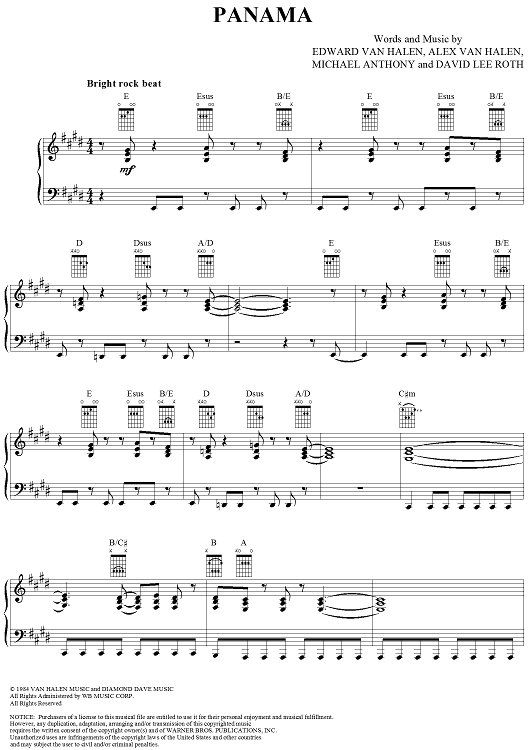 PANAMA
Words and Music by
EDWARD VAN HALEN, ALEX VAN HALEN,
MICHAEL ANTHONY and DAVID LEE ROTH
Bright rock beat
E Esus B/E E Esus B/E
mf
D Dsus A/D E Esus B/E
E Esus B/E D Dsus A/D C#m
B/C# B A
© 1984 VAN HALEN MUSIC and DIAMOND DAVE MUSIC
All Rights Administered by WB MUSIC CORP.
All Rights Reserved
NOTICE: Purchasers of a license to this musical file are entitled to use it for their personal enjoyment and musical fulfillment.
However, any duplication, adaptation, arranging and/or transmission of this copyrighted music
requires the written consent of the copyright owner(s) and of WARNER BROS. PUBLICATIONS, INC.
Unauthorized uses are infringements of the copyright laws of the United States and other countries
and may subject the user to civil and/or criminal penalties.